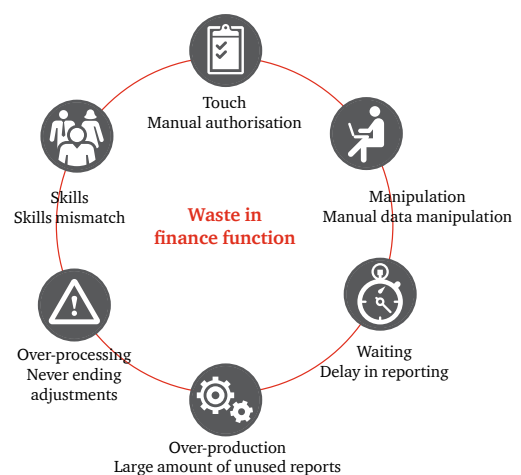 Touch
Manual authorisation
Manipulation
Manual data manipulation
Waiting
Delay in reporting
Over-production
Large amount of unused reports
Over-processing
Never ending
adjustments
Skills
Skills mismatch
Waste in
finance function